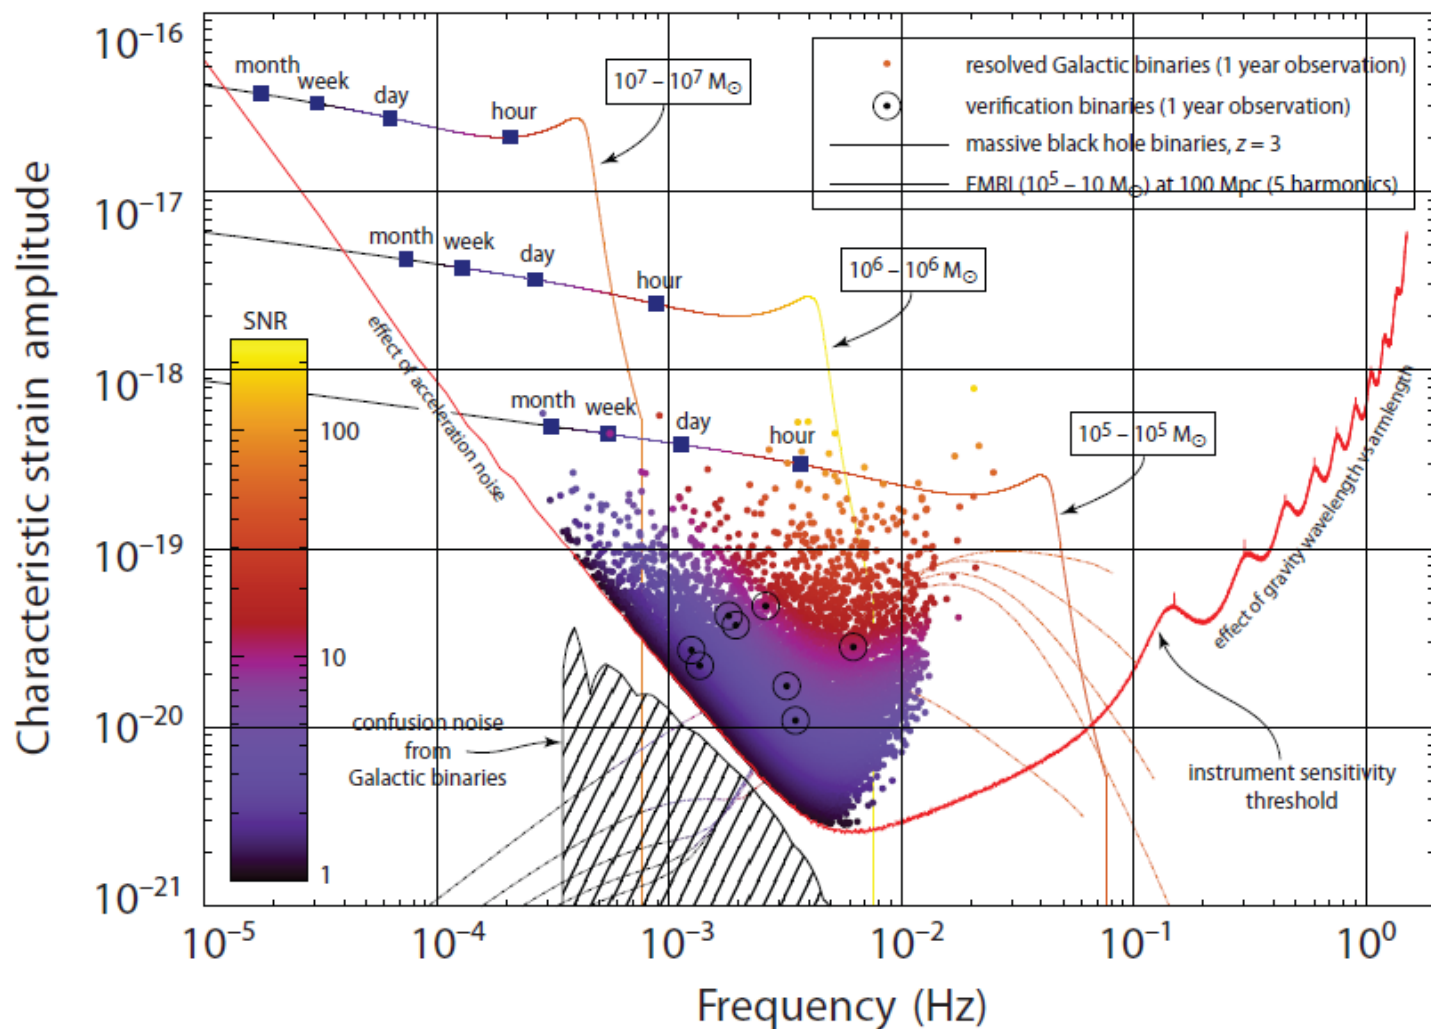 10⁻¹⁶
10⁻¹⁷
10⁻¹⁸
10⁻¹⁹
10⁻²⁰
10⁻²¹
Characteristic strain amplitude
month
week
day
hour
10⁷ – 10⁷ M☉
resolved Galactic binaries (1 year observation)
verification binaries (1 year observation)
massive black hole binaries, z = 3
EMRI (10⁵ – 10 M☉) at 100 Mpc (5 harmonics)
month
week
day
hour
10⁶ – 10⁶ M☉
SNR
100
10
1
effect of acceleration noise
month
week
day
hour
10⁵ – 10⁵ M☉
effect of gravity wavelength vs armlength
confusion noise
from
Galactic binaries
instrument sensitivity
threshold
10⁻⁵
10⁻⁴
10⁻³
10⁻²
10⁻¹
10⁰
Frequency (Hz)